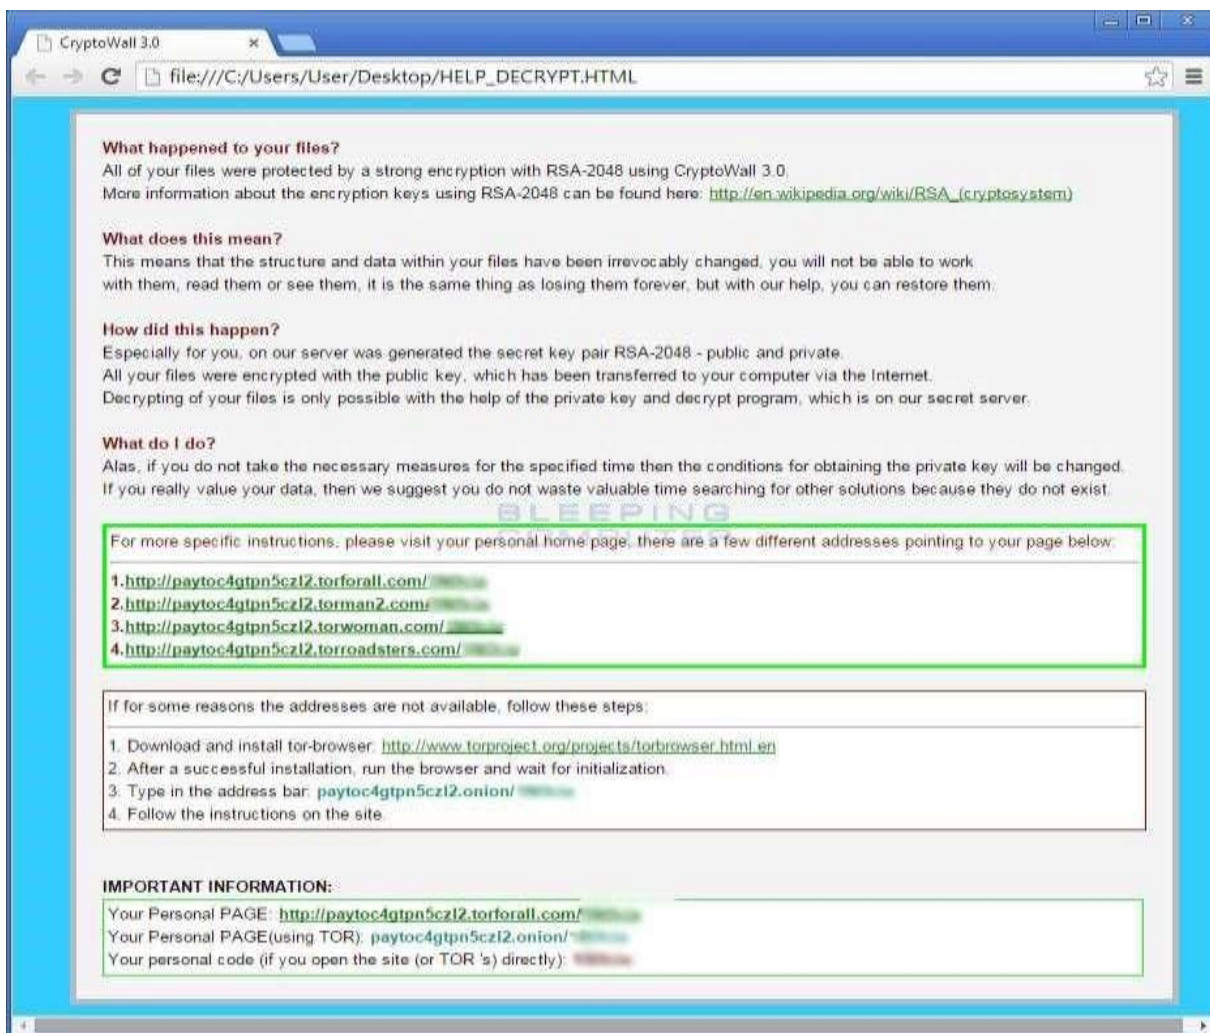 CryptoWall 3.0
file:///C:/Users/User/Desktop/HELP_DECRYPT.HTML
What happened to your files?
All of your files were protected by a strong encryption with RSA-2048 using CryptoWall 3.0.
More information about the encryption keys using RSA-2048 can be found here: http://en.wikipedia.org/wiki/RSA_(cryptosystem)
What does this mean?
This means that the structure and data within your files have been irrevocably changed, you will not be able to work
with them, read them or see them, it is the same thing as losing them forever, but with our help, you can restore them.
How did this happen?
Especially for you, on our server was generated the secret key pair RSA-2048 - public and private.
All your files were encrypted with the public key, which has been transferred to your computer via the Internet.
Decrypting of your files is only possible with the help of the private key and decrypt program, which is on our secret server.
What do I do?
Alas, if you do not take the necessary measures for the specified time then the conditions for obtaining the private key will be changed.
If you really value your data, then we suggest you do not waste valuable time searching for other solutions because they do not exist.
BLEEPING
COMPUTER
For more specific instructions, please visit your personal home page, there are a few different addresses pointing to your page below:
1.http://paytoc4gtpn5czl2.torforall.com/
2.http://paytoc4gtpn5czl2.torman2.com/
3.http://paytoc4gtpn5czl2.torwoman.com/
4.http://paytoc4gtpn5czl2.torroadsters.com/
If for some reasons the addresses are not available, follow these steps:
1. Download and install tor-browser: http://www.torproject.org/projects/torbrowser.html.en
2. After a successful installation, run the browser and wait for initialization.
3. Type in the address bar: paytoc4gtpn5czl2.onion/
4. Follow the instructions on the site.
IMPORTANT INFORMATION:
Your Personal PAGE: http://paytoc4gtpn5czl2.torforall.com/
Your Personal PAGE(using TOR): paytoc4gtpn5czl2.onion/
Your personal code (if you open the site (or TOR 's) directly):